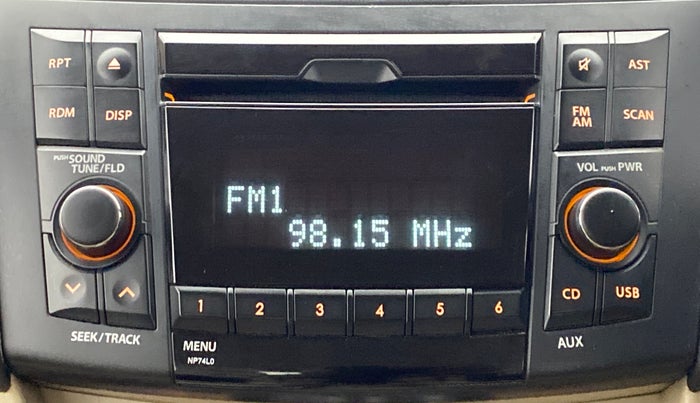 RPT
AST
RDM
DISP
FM
AM
SCAN
PUSH SOUND
TUNE/FLD
VOL PUSH PWR
FM1
98.15 MHz
CD
USB
1 2 3 4 5 6
SEEK/TRACK
MENU
NP74L0
AUX